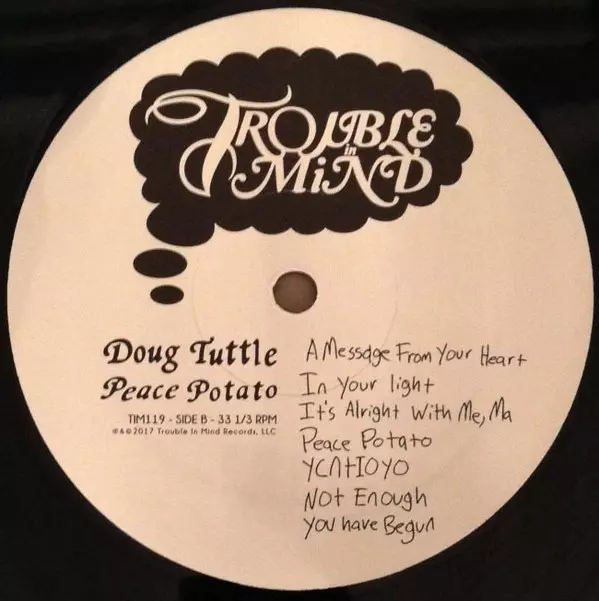 TROUBLE
in
MiND
Doug Tuttle
Peace Potato
TIM119 - SIDE B - 33 1/3 RPM
℗&©2017 Trouble In Mind Records, LLC
A Message From Your Heart
In Your light
It's Alright With Me, Ma
Peace Potato
YCNtIOYO
Not Enough
You have Begun